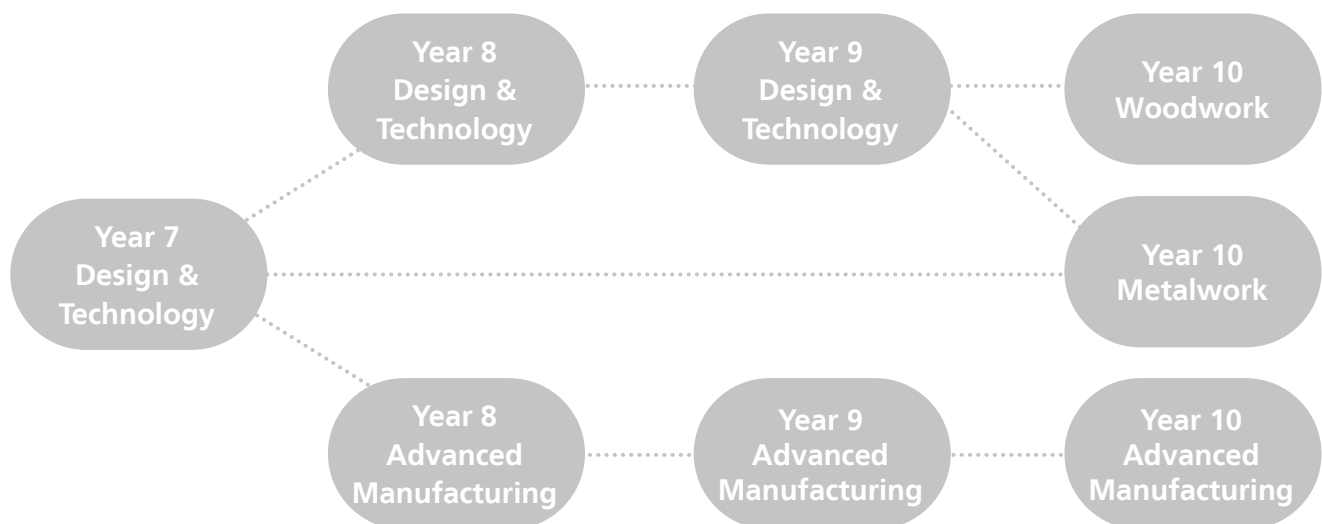 Year 8
Design &
Technology
Year 9
Design &
Technology
Year 10
Woodwork
Year 7
Design &
Technology
Year 10
Metalwork
Year 8
Advanced
Manufacturing
Year 9
Advanced
Manufacturing
Year 10
Advanced
Manufacturing